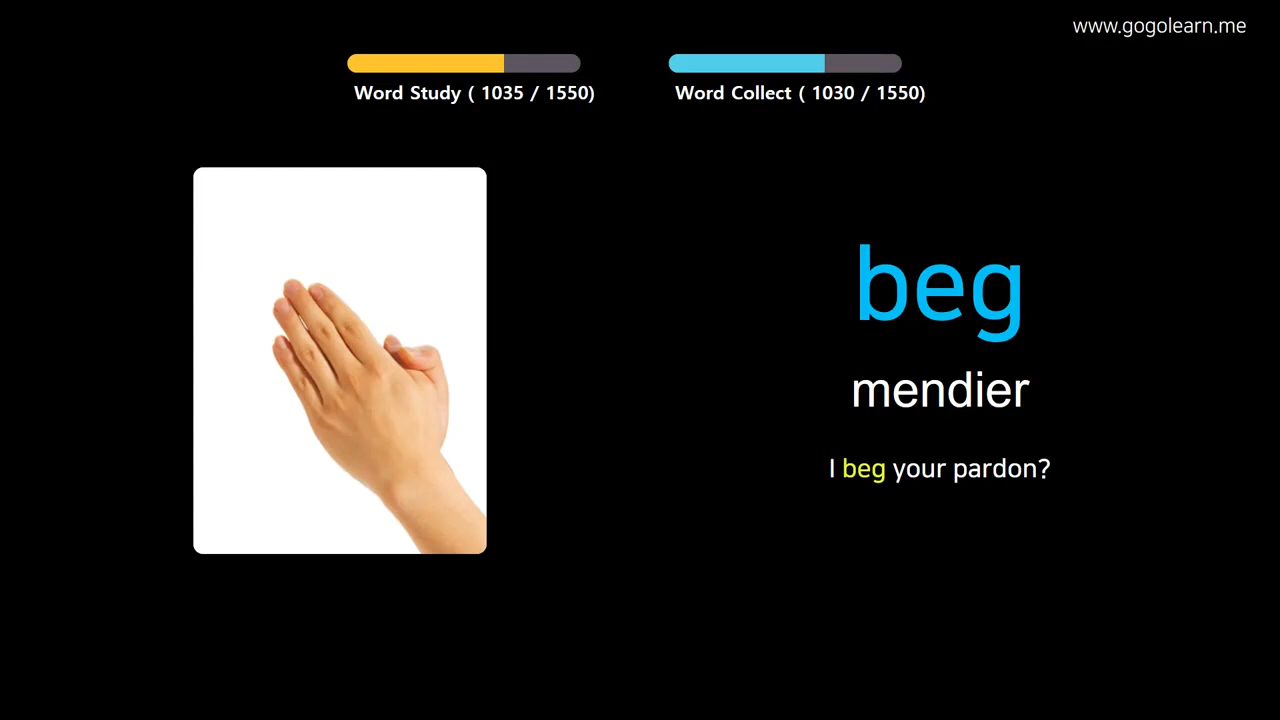 www.gogolearn.me
Word Study ( 1035 / 1550)
Word Collect ( 1030 / 1550)
beg
mendier
I beg your pardon?